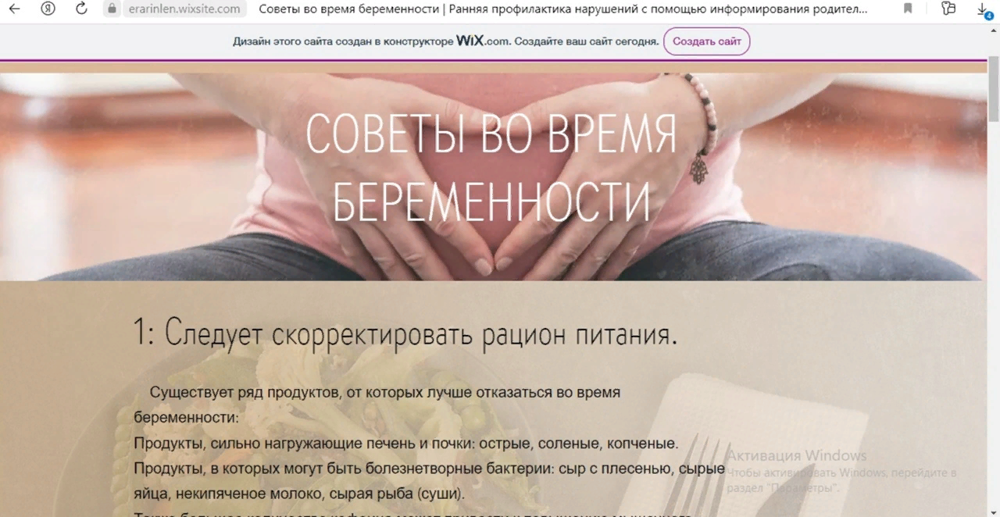 erarinlen.wixsite.com Советы во время беременности | Ранняя профилактика нарушений с помощью информирования родител...
4
Дизайн этого сайта создан в конструкторе WiX.com. Создайте ваш сайт сегодня. Создать сайт
СОВЕТЫ ВО ВРЕМЯ
БЕРЕМЕННОСТИ
1: Следует скорректировать рацион питания.
Существует ряд продуктов, от которых лучше отказаться во время
беременности:
Продукты, сильно нагружающие печень и почки: острые, соленые, копченые.
Продукты, в которых могут быть болезнетворные бактерии: сыр с плесенью, сырые
яйца, некипяченое молоко, сырая рыба (суши).
Активация Windows
Чтобы активировать Windows, перейдите в
раздел "Параметры".